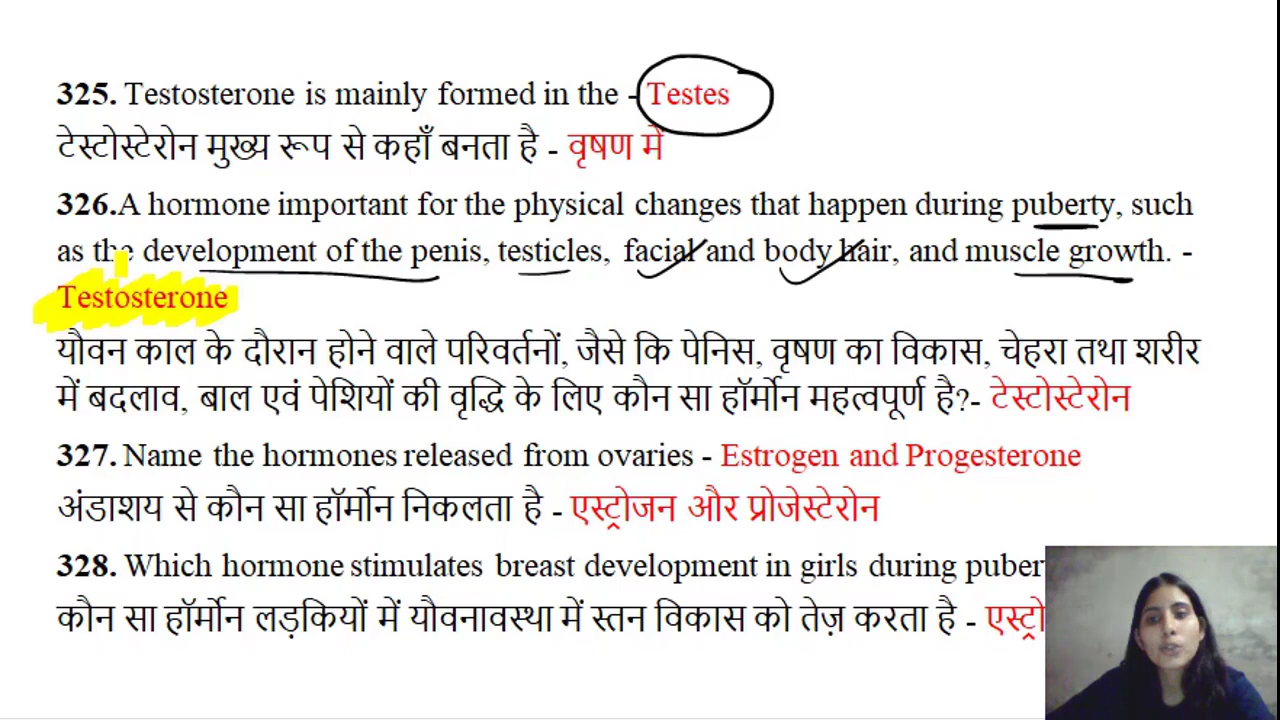 325. Testosterone is mainly formed in the - Testes
टेस्टोस्टेरोन मुख्य रूप से कहाँ बनता है - वृषण में
326.A hormone important for the physical changes that happen during puberty, such
as the development of the penis, testicles, facial and body hair, and muscle growth. -
Testosterone
यौवन काल के दौरान होने वाले परिवर्तनों, जैसे कि पेनिस, वृषण का विकास, चेहरा तथा शरीर
में बदलाव, बाल एवं पेशियों की वृद्धि के लिए कौन सा हॉर्मोन महत्वपूर्ण है?- टेस्टोस्टेरोन
327. Name the hormones released from ovaries - Estrogen and Progesterone
अंडाशय से कौन सा हॉर्मोन निकलता है - एस्ट्रोजन और प्रोजेस्टेरोन
328. Which hormone stimulates breast development in girls during
कौन सा हॉर्मोन लड़कियों में यौवनावस्था में स्तन विकास को तेज़ करता है -